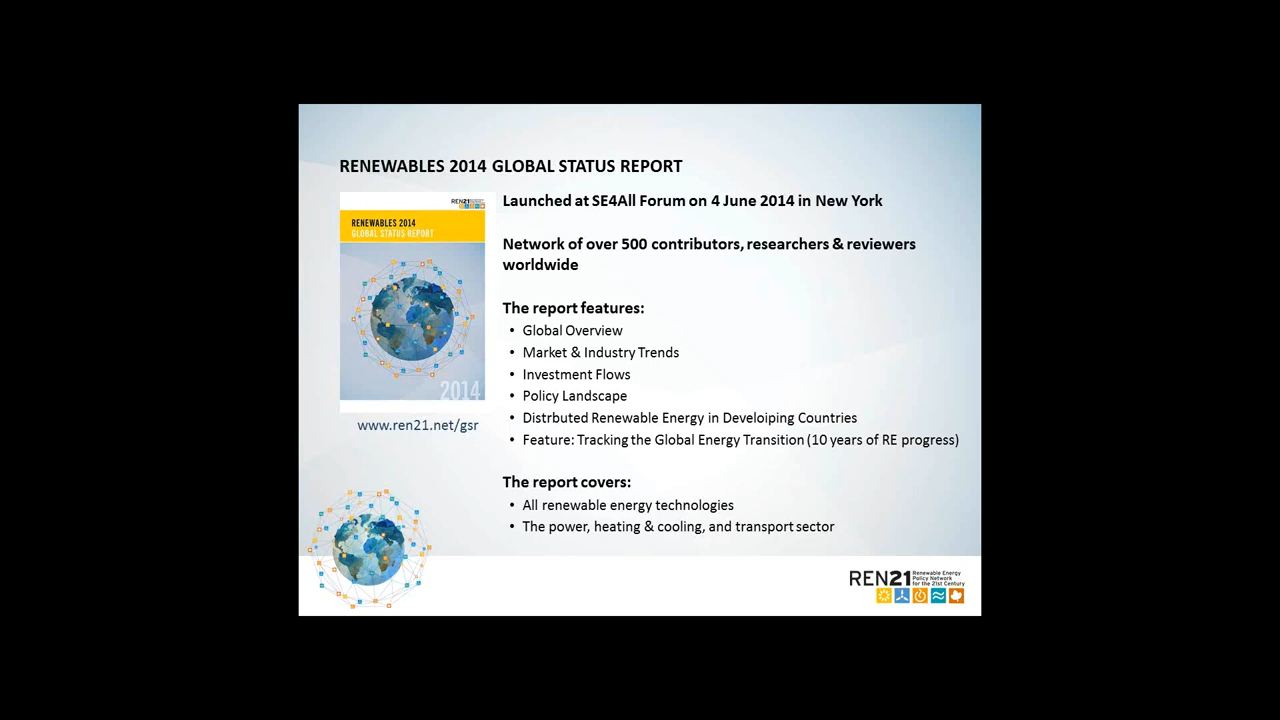 RENEWABLES 2014 GLOBAL STATUS REPORT
REN21
RENEWABLES 2014
GLOBAL STATUS REPORT
2014
www.ren21.net/gsr
Launched at SE4All Forum on 4 June 2014 in New York
Network of over 500 contributors, researchers & reviewers
worldwide
The report features:
• Global Overview
• Market & Industry Trends
• Investment Flows
• Policy Landscape
• Distrbuted Renewable Energy in Develoiping Countries
• Feature: Tracking the Global Energy Transition (10 years of RE progress)
The report covers:
• All renewable energy technologies
• The power, heating & cooling, and transport sector
REN21 Renewable Energy
Policy Network
for the 21st Century